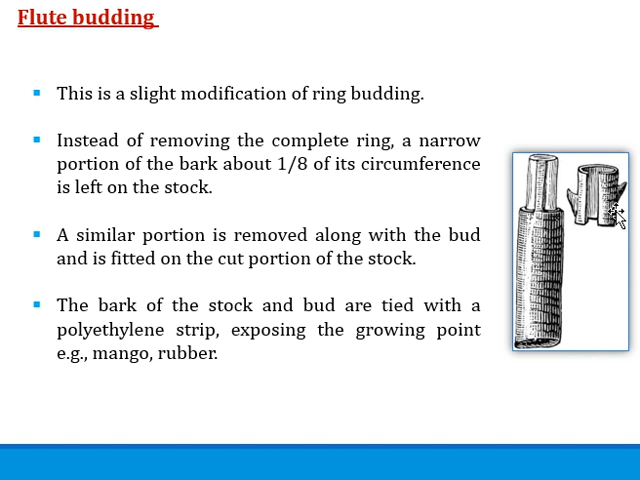 Flute budding
This is a slight modification of ring budding.
Instead of removing the complete ring, a narrow
portion of the bark about 1/8 of its circumference
is left on the stock.
A similar portion is removed along with the bud
and is fitted on the cut portion of the stock.
The bark of the stock and bud are tied with a
polyethylene strip, exposing the growing point
e.g., mango, rubber.